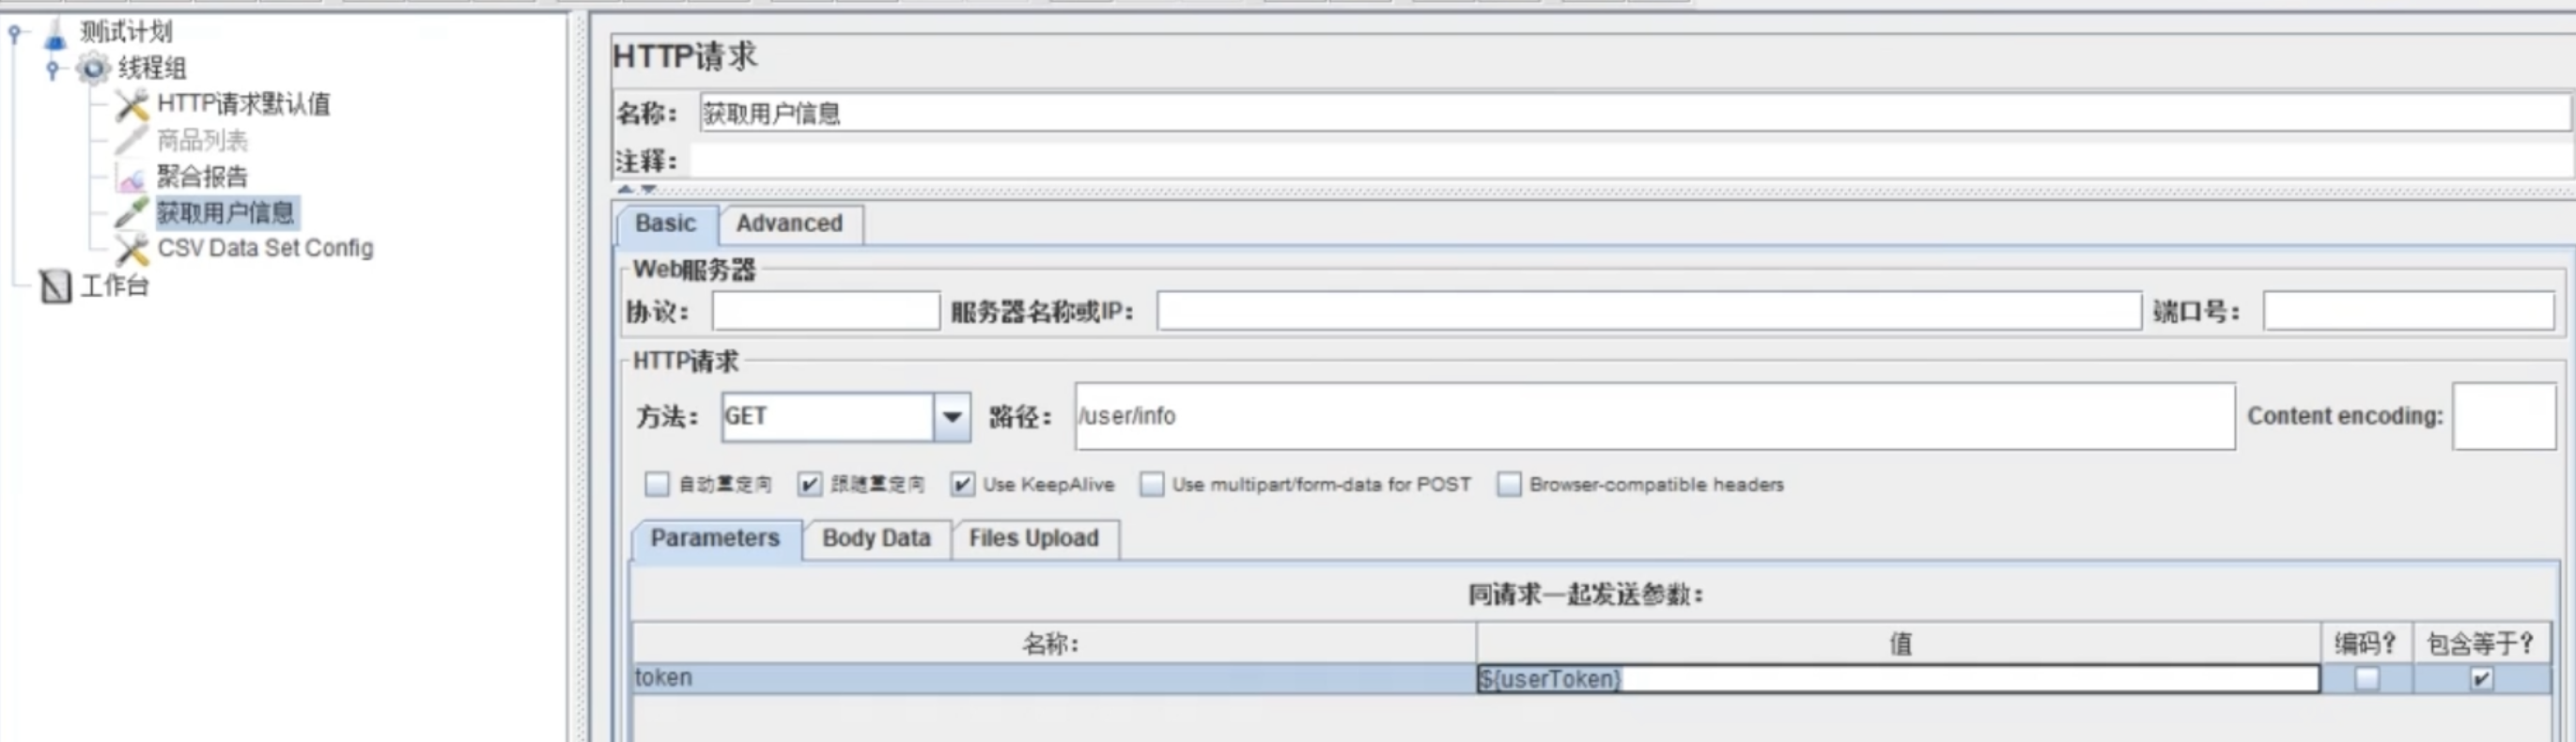 测试计划
线程组
HTTP请求默认值
商品列表
聚合报告
获取用户信息
CSV Data Set Config
工作台
HTTP请求
名称： 获取用户信息
注释：
Basic Advanced
Web服务器
协议： 服务器名称或IP： 端口号：
HTTP请求
方法： GET 路径： /user/info Content encoding:
自动重定向 跟随重定向 Use KeepAlive Use multipart/form-data for POST Browser-compatible headers
Parameters Body Data Files Upload
同请求一起发送参数：
名称： 值 编码？ 包含等于？
token ${userToken}